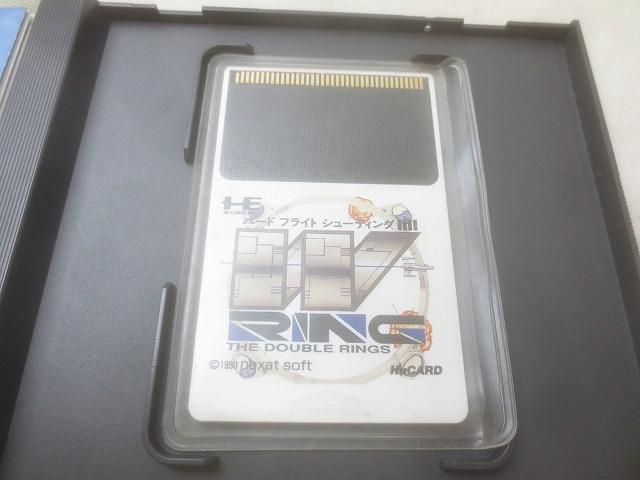 HE
SYSTEM
ハード フライト シューティング!!!
W
RING
THE DOUBLE RINGS
©1990 naxat soft
HuCARD